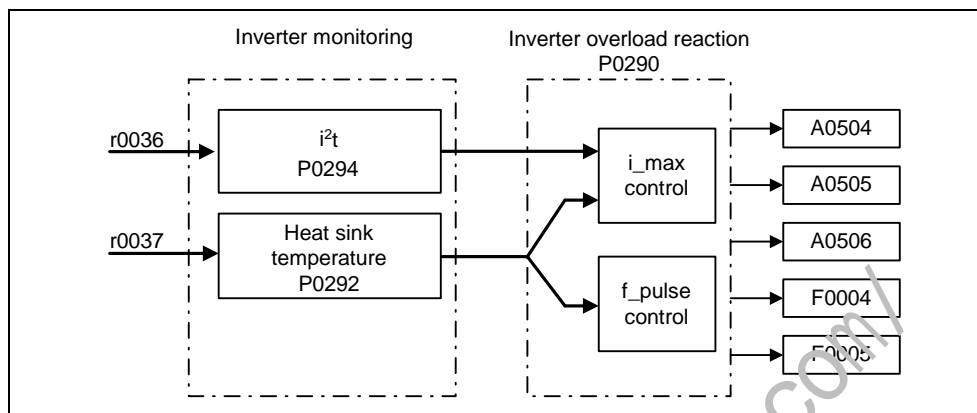 Inverter monitoring
Inverter overload reaction
P0290
r0036
i²t
P0294
r0037
Heat sink
temperature
P0292
i_max
control
f_pulse
control
A0504
A0505
A0506
F0004
F0005
com/